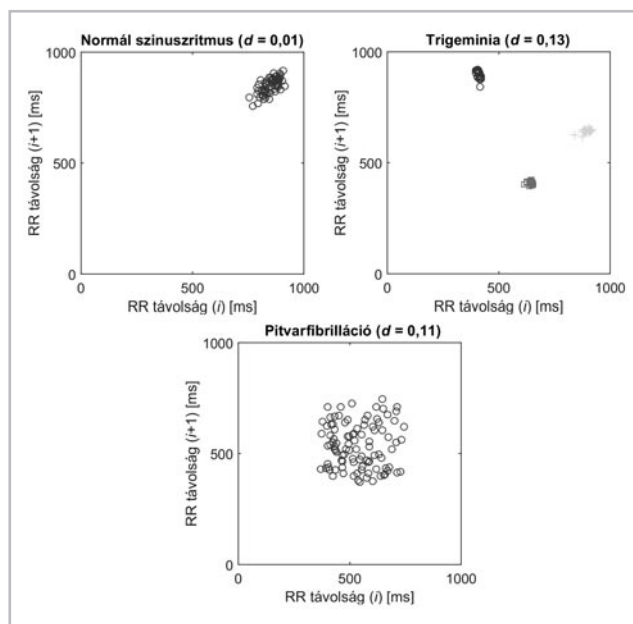 Normál szinuszritmus (d = 0,01)
1000
500
0
RR távolság (i+1) [ms]
0
500
1000
RR távolság (i) [ms]
Trigeminia (d = 0,13)
1000
500
0
RR távolság (i+1) [ms]
0
500
1000
RR távolság (i) [ms]
Pitvarfibrilláció (d = 0,11)
1000
500
0
RR távolság (i+1) [ms]
0
500
1000
RR távolság (i) [ms]